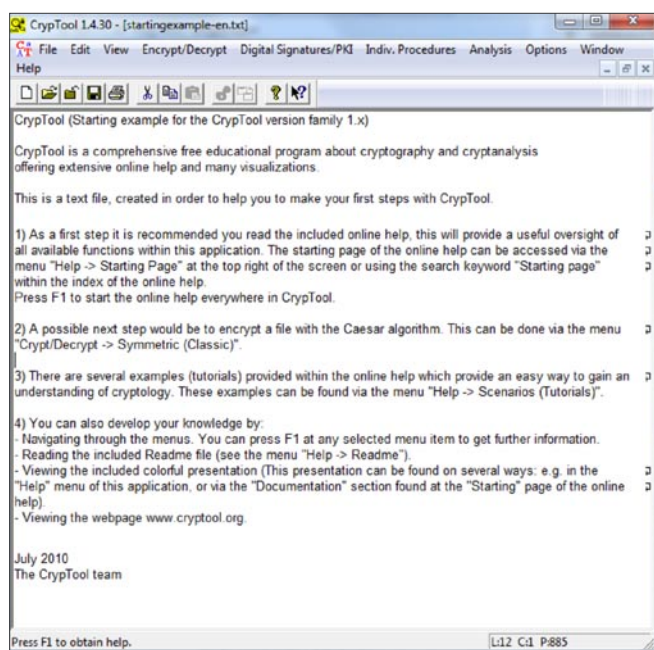 CrypTool 1.4.30 - [startingexample-en.txt]
File Edit View Encrypt/Decrypt Digital Signatures/PKI Indiv. Procedures Analysis Options Window
Help
CrypTool (Starting example for the CrypTool version family 1.x)
CrypTool is a comprehensive free educational program about cryptography and cryptanalysis
offering extensive online help and many visualizations.
This is a text file, created in order to help you to make your first steps with CrypTool.
1) As a first step it is recommended you read the included online help, this will provide a useful oversight of
all available functions within this application. The starting page of the online help can be accessed via the
menu "Help -> Starting Page" at the top right of the screen or using the search keyword "Starting page"
within the index of the online help.
Press F1 to start the online help everywhere in CrypTool.
2) A possible next step would be to encrypt a file with the Caesar algorithm. This can be done via the menu
"Crypt/Decrypt -> Symmetric (Classic)".
3) There are several examples (tutorials) provided within the online help which provide an easy way to gain an
understanding of cryptology. These examples can be found via the menu "Help -> Scenarios (Tutorials)".
4) You can also develop your knowledge by:
- Navigating through the menus. You can press F1 at any selected menu item to get further information.
- Reading the included Readme file (see the menu "Help -> Readme").
- Viewing the included colorful presentation (This presentation can be found on several ways: e.g. in the
"Help" menu of this application, or via the "Documentation" section found at the "Starting" page of the online
help).
- Viewing the webpage www.cryptool.org.
July 2010
The CrypTool team
Press F1 to obtain help.
L:12 C:1 P:885